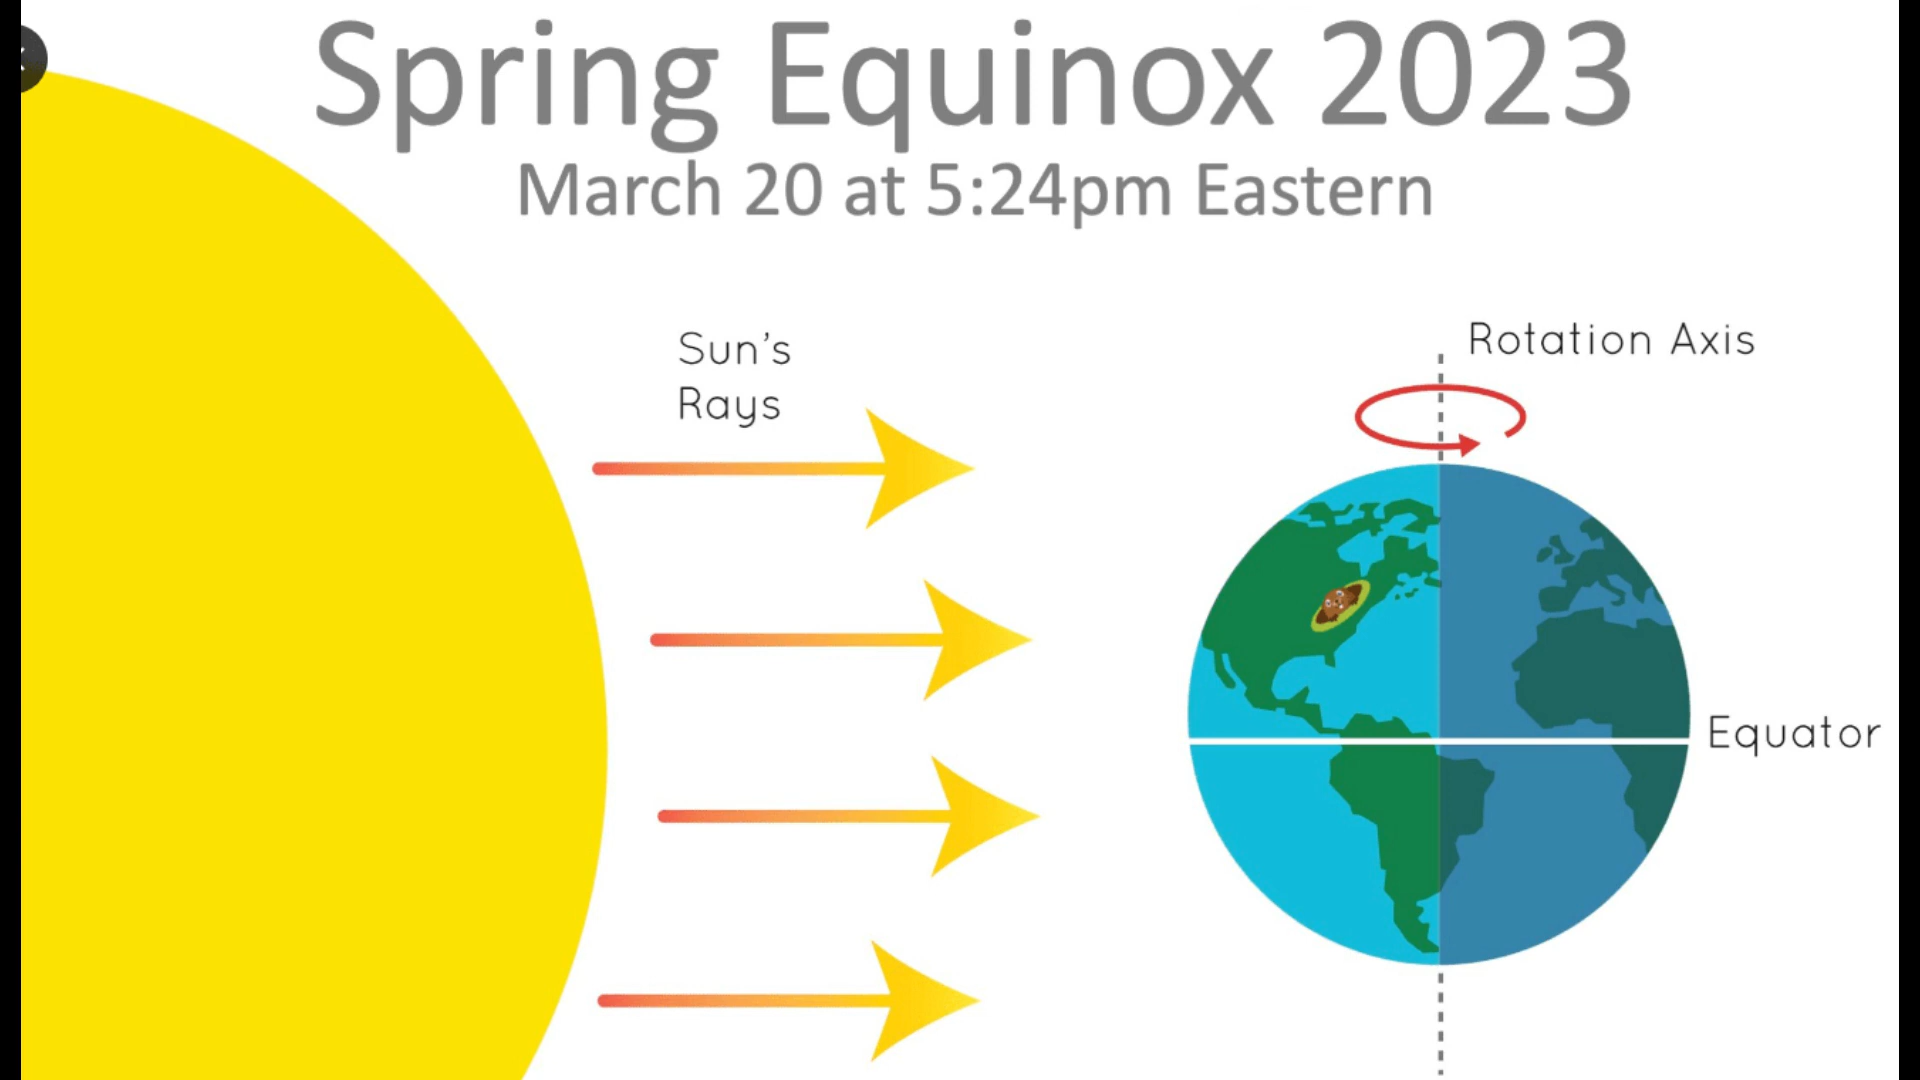 Spring Equinox 2023
March 20 at 5:24pm Eastern
Sun's
Rays
Rotation Axis
Equator